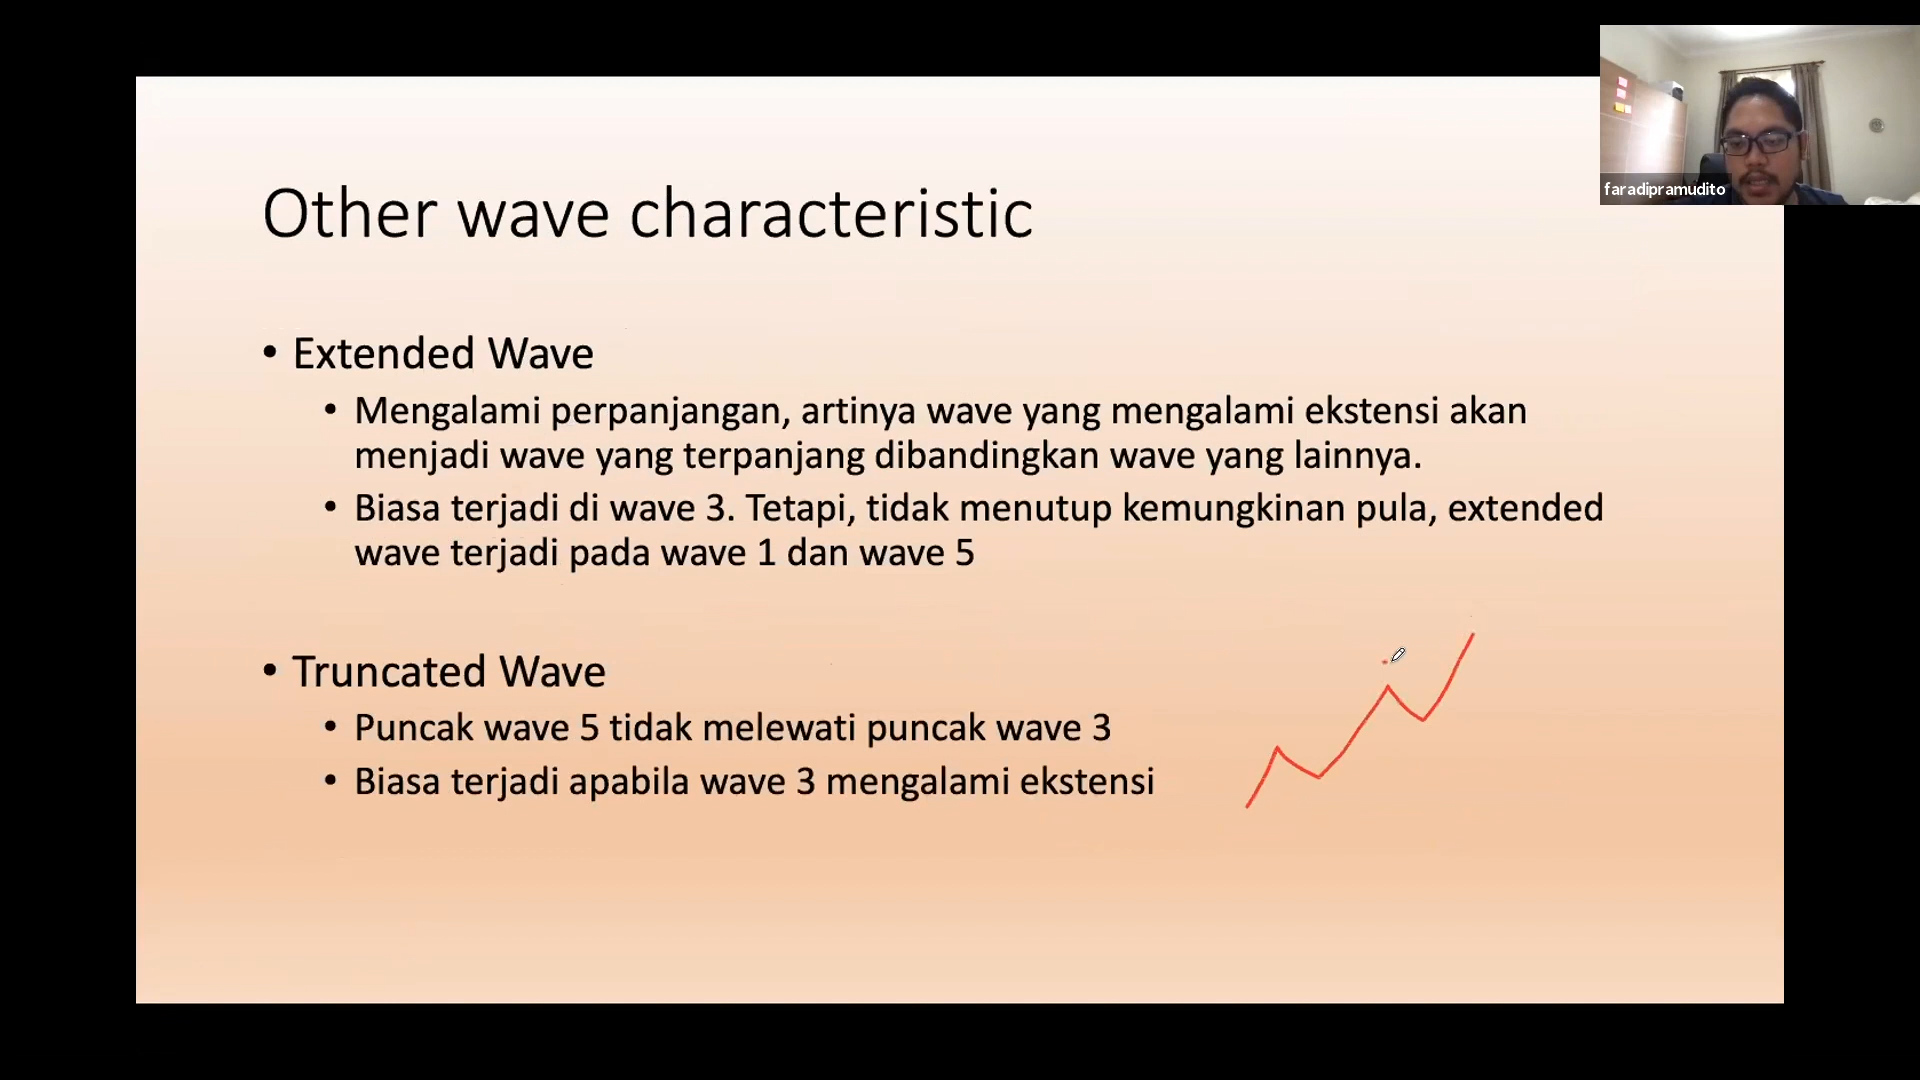 faradipramudito
Other wave characteristic
• Extended Wave
• Mengalami perpanjangan, artinya wave yang mengalami ekstensi akan
menjadi wave yang terpanjang dibandingkan wave yang lainnya.
• Biasa terjadi di wave 3. Tetapi, tidak menutup kemungkinan pula, extended
wave terjadi pada wave 1 dan wave 5
• Truncated Wave
• Puncak wave 5 tidak melewati puncak wave 3
• Biasa terjadi apabila wave 3 mengalami ekstensi